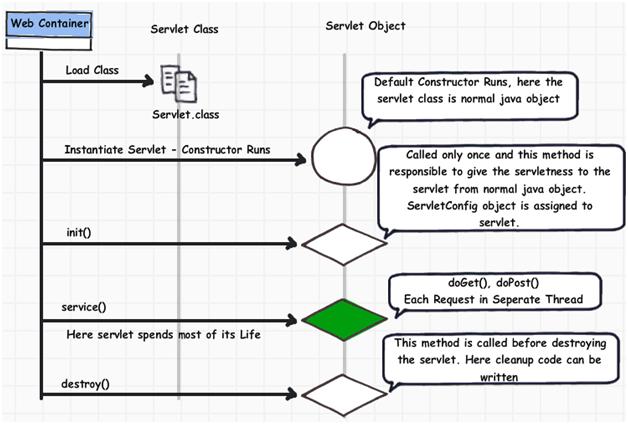 Web Container
Servlet Class
Servlet Object
Load Class
Servlet.class
Default Constructor Runs, here the
servlet class is normal java object
Instantiate Servlet - Constructor Runs
Called only once and this method is
responsible to give the servletness to the
servlet from normal java object.
ServletConfig object is assigned to
servlet.
init()
doGet(), doPost()
Each Request in Seperate Thread
service()
Here servlet spends most of its Life
This method is called before destroying
the servlet. Here cleanup code can be
written
destroy()